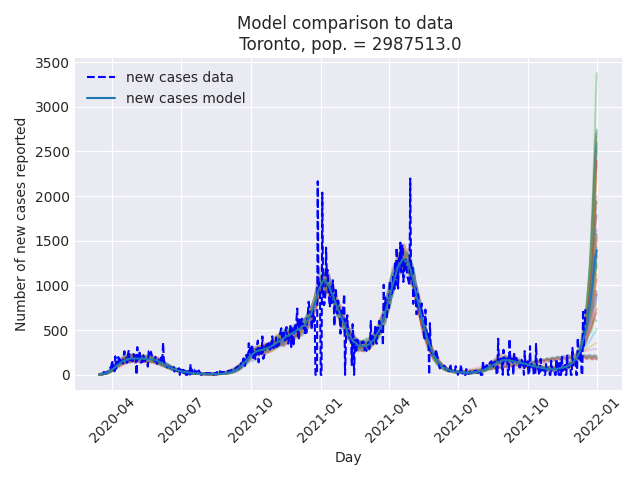 Model comparison to data
Toronto, pop. = 2987513.0
new cases data
new cases model
Number of new cases reported
3500
3000
2500
2000
1500
1000
500
0
2020-04
2020-07
2020-10
2021-01
2021-04
2021-07
2021-10
2022-01
Day